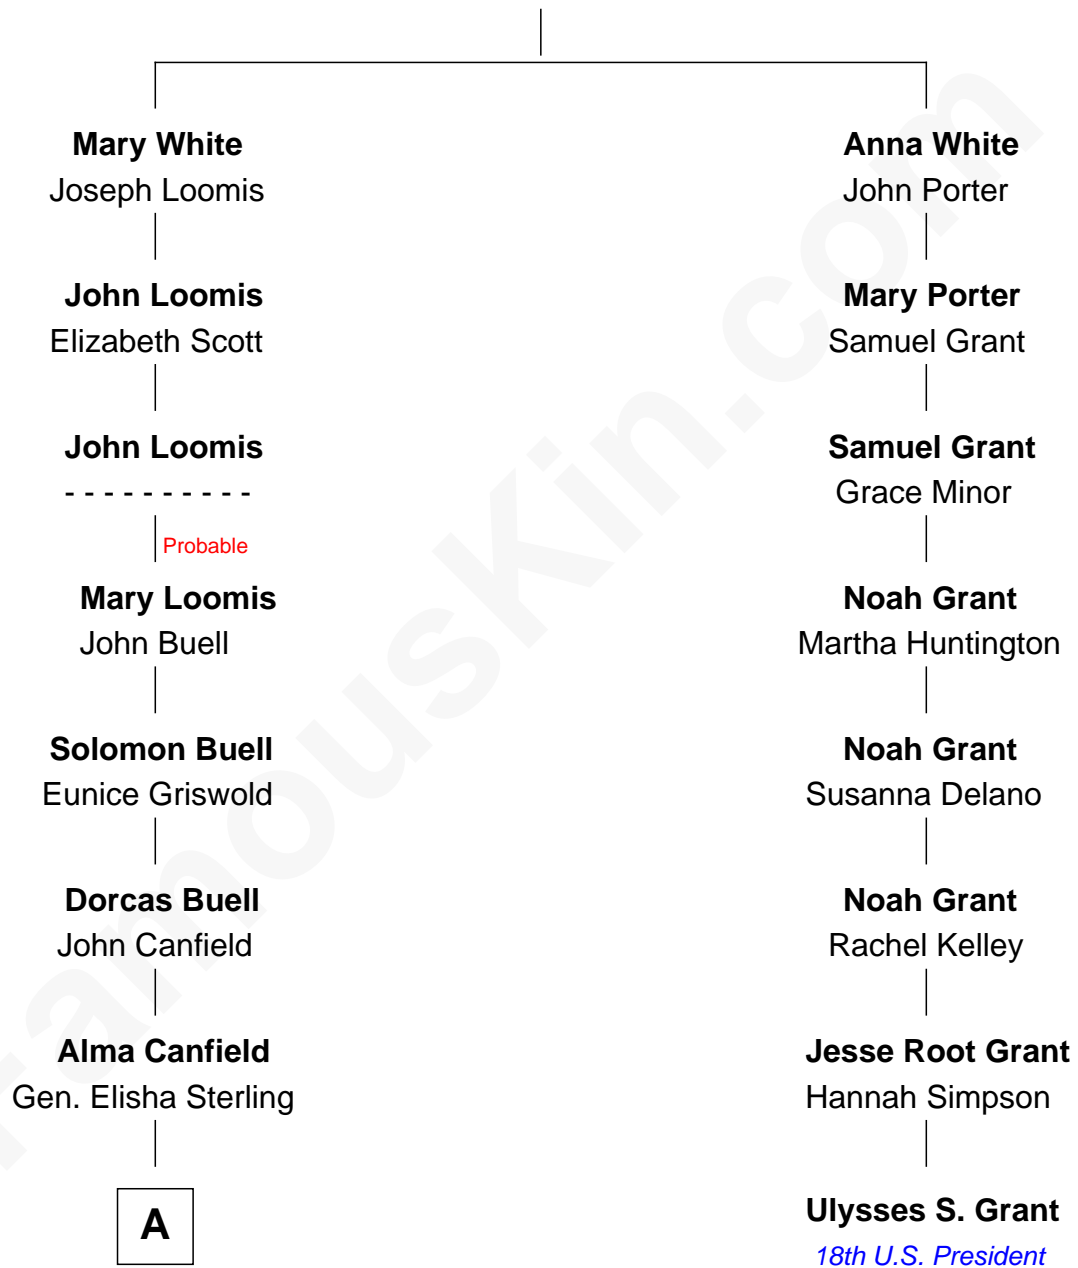 Mary White
Joseph Loomis
Anna White
John Porter
John Loomis
Elizabeth Scott
Mary Porter
Samuel Grant
John Loomis
- - - - - - - - - -
Samuel Grant
Grace Minor
Probable
Mary Loomis
John Buell
Noah Grant
Martha Huntington
Solomon Buell
Eunice Griswold
Noah Grant
Susanna Delano
Dorcas Buell
John Canfield
Noah Grant
Rachel Kelley
Alma Canfield
Gen. Elisha Sterling
Jesse Root Grant
Hannah Simpson
A
Ulysses S. Grant
18th U.S. President
FamousKin.com